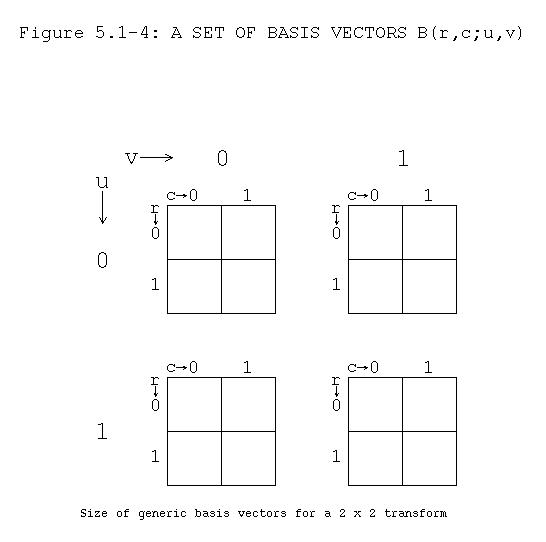 Figure 5.1-4: A SET OF BASIS VECTORS B(r,c;u,v)
v→ 0 1
u
↓
c→0 1 c→0 1
r r
↓ ↓
0 0
0
1 1
c→0 1 c→0 1
r r
↓ ↓
0 0
1
1 1
Size of generic basis vectors for a 2 x 2 transform